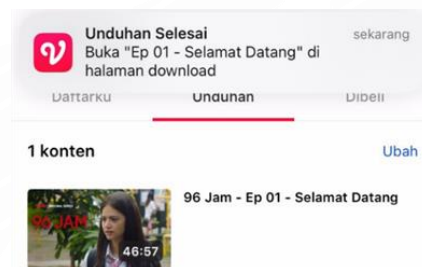 Unduhan Selesai
sekarang
Buka "Ep 01 - Selamat Datang" di
halaman download
Daftarku
Unduhan
Dibeli
1 konten
Ubah
96 JAM
46:57
96 Jam - Ep 01 - Selamat Datang